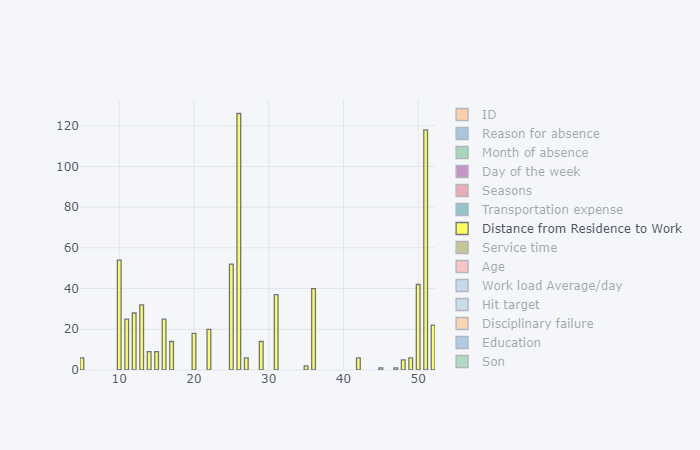 120
100
80
60
40
20
0
10 20 30 40 50
ID
Reason for absence
Month of absence
Day of the week
Seasons
Transportation expense
Distance from Residence to Work
Service time
Age
Work load Average/day
Hit target
Disciplinary failure
Education
Son